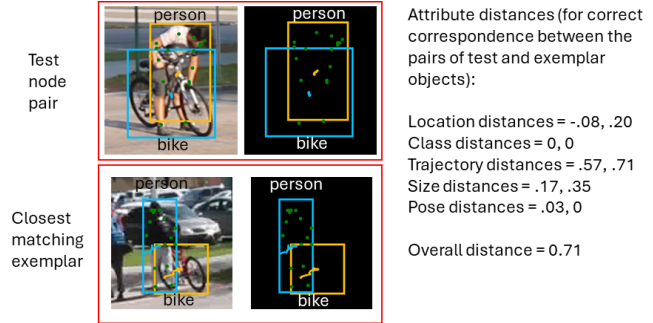 person
person
Test
node
pair
bike
bike
person
person
Closest
matching
exemplar
bike
bike
Attribute distances (for correct
correspondence between the
pairs of test and exemplar
objects):
Location distances = -.08, .20
Class distances = 0, 0
Trajectory distances = .57, .71
Size distances = .17, .35
Pose distances = .03, 0
Overall distance = 0.71